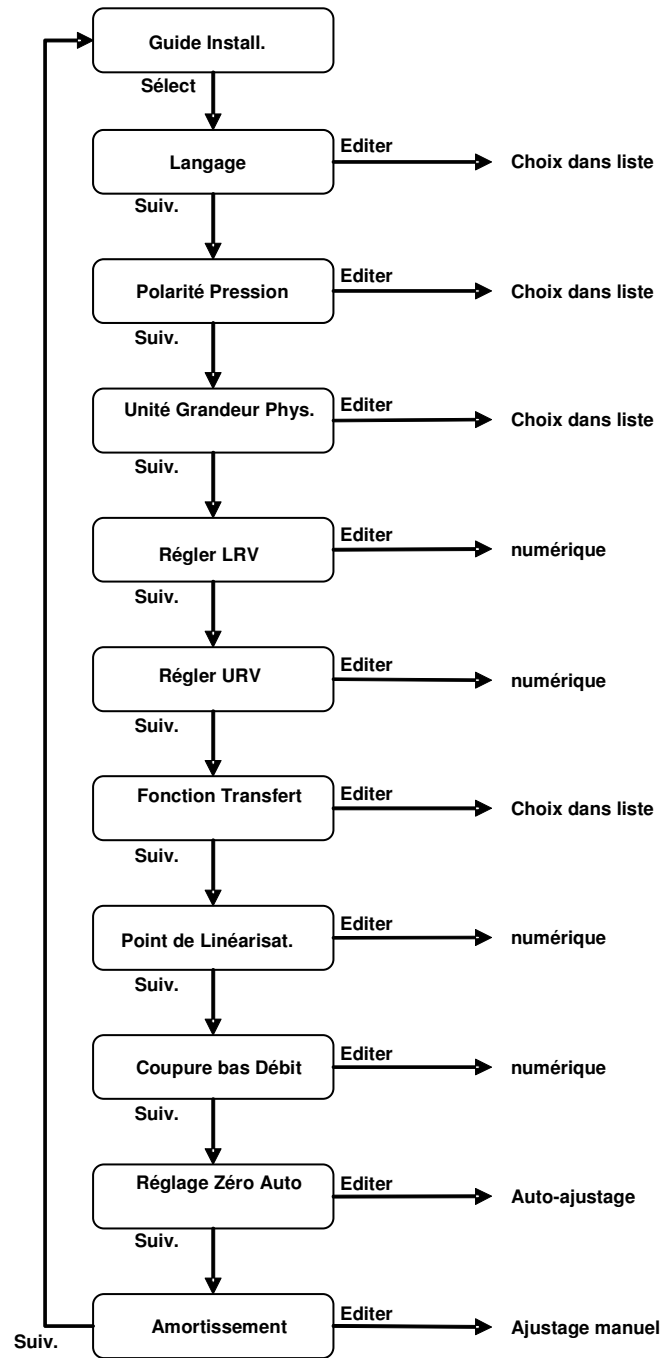 Guide Install.
Sélect
Langage
Editer
Choix dans liste
Suiv.
Polarité Pression
Editer
Choix dans liste
Suiv.
Unité Grandeur Phys.
Editer
Choix dans liste
Suiv.
Régler LRV
Editer
numérique
Suiv.
Régler URV
Editer
numérique
Suiv.
Fonction Transfert
Editer
Choix dans liste
Suiv.
Point de Linéarisat.
Editer
numérique
Suiv.
Coupure bas Débit
Editer
numérique
Suiv.
Réglage Zéro Auto
Editer
Auto-ajustage
Suiv.
Amortissement
Editer
Ajustage manuel
Suiv.